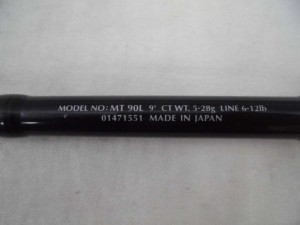 MODEL NO: MT 90L 9' CT WT. 5-28g LINE 6-12lb
01471551 MADE IN JAPAN